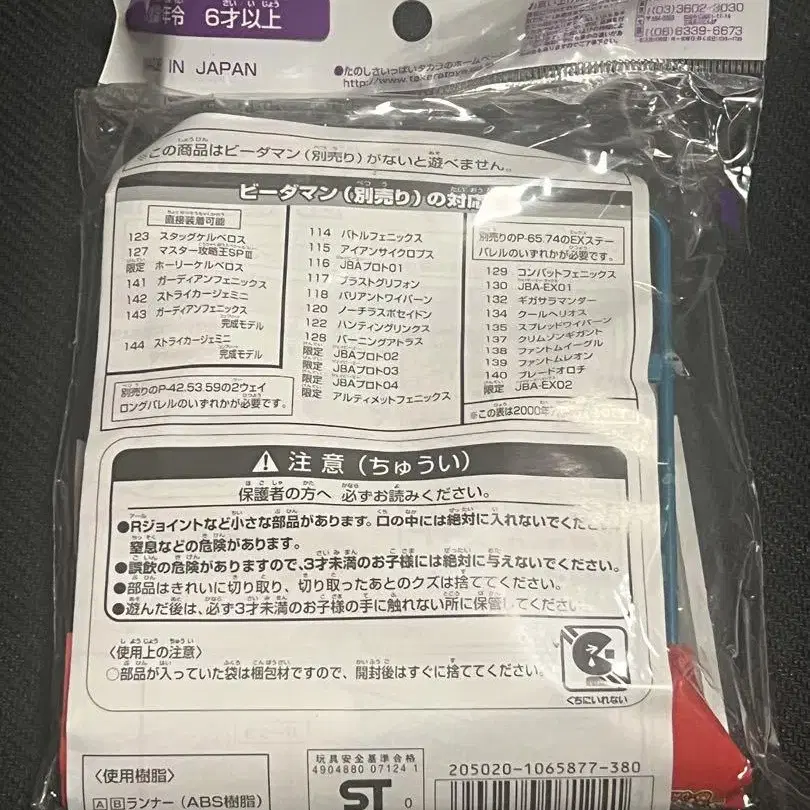 齢 6才以上
IN JAPAN
●たのしさいっぱいタカラのホームペー
http://www.takaratoys.
(03)3602-3030
(06)6339-6673
※この商品はビーダマン(別売り)がないと遊べません。
ビーダマン(別売り)の対応
直接装着可能
123 スタッグケルベロス
127 マスター攻略王SPⅢ
限定 ホーリーケルベロス
141 ガーディアンフェニックス
142 ストライカージェミニ
143 ガーディアンフェニックス
完成モデル
144 ストライカージェミニ
完成モデル
別売りのP-42.53.59の2ウェイ
ロングバレルのいずれかが必要です。
114 バトルフェニックス
115 アイアンサイクロプス
116 JBAプロト01
117 ブラストグリフォン
118 バリアントワイバーン
120 ノーチラスポセイドン
122 ハンティングリンクス
128 バーニングアトラス
限定 JBAプロト02
限定 JBAプロト03
限定 JBAプロト04
限定 アルティメットフェニックス
別売りのP-65.74のEXステー
バレルのいずれかが必要です。
129 コンバットフェニックス
130 JBA-EX01
132 ギガサラマンダー
134 クールヘリオス
135 スプレッドワイバーン
137 クリムゾンギガント
138 ファントムイーグル
139 ファントムレオン
140 ブレードオロチ
限定 JBA-EX02
※この表は2000年7
注意(ちゅうい)
保護者の方へ 必ずお読みください。
●Rジョイントなど小さな部品があります。口の中には絶対に入れないでくださ
窒息などの危険があります。
●誤飲の危険がありますので、3才未満のお子様には絶対に与えないでください。
●部品はきれいに切り取り、切り取ったあとのクズは捨ててください。
●遊んだ後は、必ず3才未満のお子様の手に触れない所に保管してくださ
〈使用上の注意〉
○部品が入っていた袋は梱包材ですので、開封後はすぐに捨ててください。
くちにいれない
〈使用樹脂〉
ABランナー(ABS樹脂)
玩具安全基準合格
4904880 07124 1
ST 0
205020-1065877-380